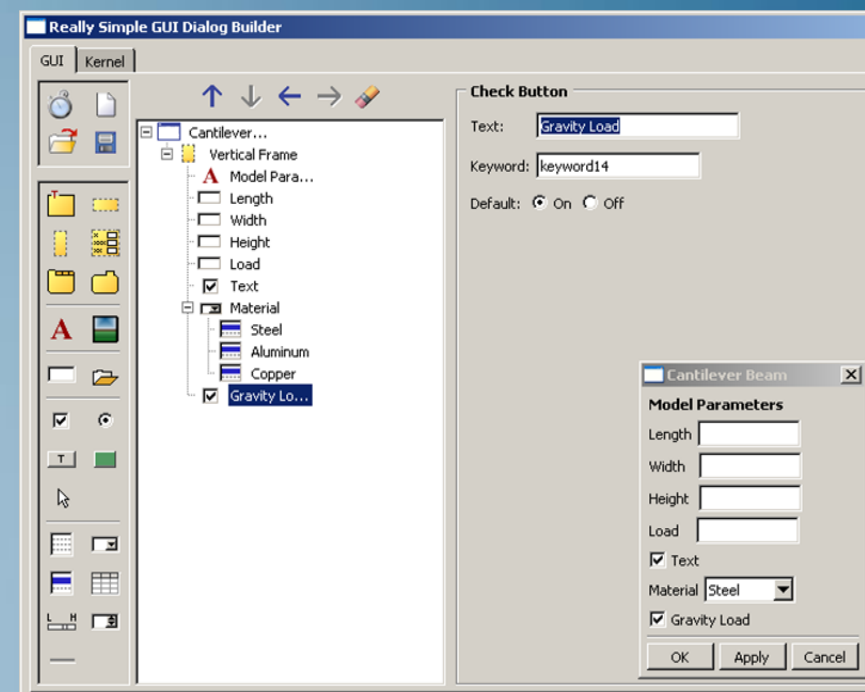 Really Simple GUI Dialog Builder
GUI Kernel
Cantilever...
Vertical Frame
A Model Para...
Length
Width
Height
Load
Text
Material
Steel
Aluminum
Copper
Gravity Lo...
T
A
T
L H
Check Button
Text: Gravity Load
Keyword: keyword14
Default: On Off
Cantilever Beam
Model Parameters
Length
Width
Height
Load
Text
Material Steel
Gravity Load
OK Apply Cancel